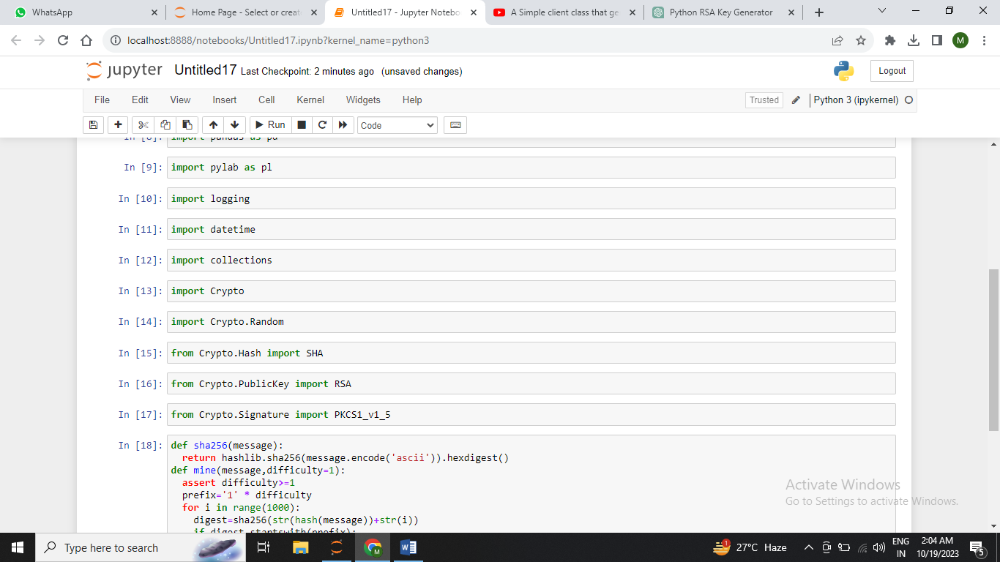 WhatsApp
Home Page - Select or creat
Untitled17 - Jupyter Notebo
A Simple client class that ge
Python RSA Key Generator
localhost:8888/notebooks/Untitled17.ipynb?kernel_name=python3
M
jupyter Untitled17 Last Checkpoint: 2 minutes ago (unsaved changes)
Logout
File Edit View Insert Cell Kernel Widgets Help
Trusted Python 3 (ipykernel)
Run Code
In [8]: import pandas as pd
In [9]: import pylab as pl
In [10]: import logging
In [11]: import datetime
In [12]: import collections
In [13]: import Crypto
In [14]: import Crypto.Random
In [15]: from Crypto.Hash import SHA
In [16]: from Crypto.PublicKey import RSA
In [17]: from Crypto.Signature import PKCS1_v1_5
In [18]: def sha256(message):
return hashlib.sha256(message.encode('ascii')).hexdigest()
def mine(message,difficulty=1):
assert difficulty>=1
prefix='1' * difficulty
for i in range(1000):
digest=sha256(str(hash(message))+str(i))
if digest.startswith(prefix):
Activate Windows
Go to Settings to activate Windows.
Type here to search
M
W
1
27°C Haze
ENG
IN
2:04 AM
10/19/2023
5